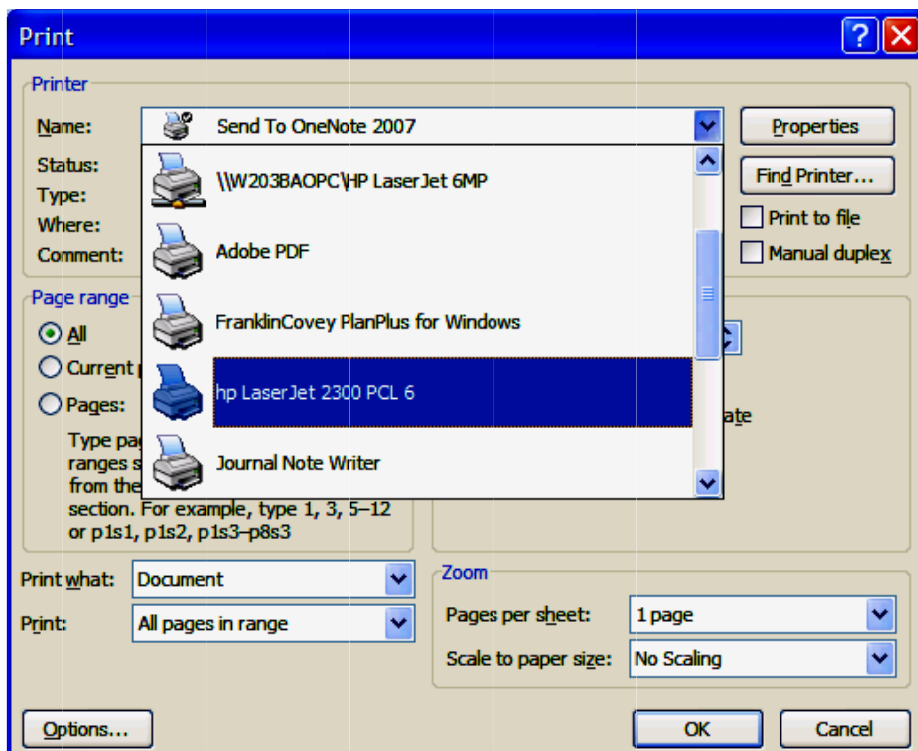 Print
Printer
Name:
Send To OneNote 2007
Properties
Status:
\\W203BAOPC\HP LaserJet 6MP
Find Printer...
Type:
Where:
Print to file
Comment:
Adobe PDF
Manual duplex
Page range
All
FranklinCovey PlanPlus for Windows
Current
Pages:
hp LaserJet 2300 PCL 6
Type
ranges
Journal Note Writer
from the
section. For example, type 1, 3, 5–12
or p1s1, p1s2, p1s3–p8s3
Print what:
Document
Print:
All pages in range
Zoom
Pages per sheet:
1 page
Scale to paper size:
No Scaling
Options...
OK
Cancel